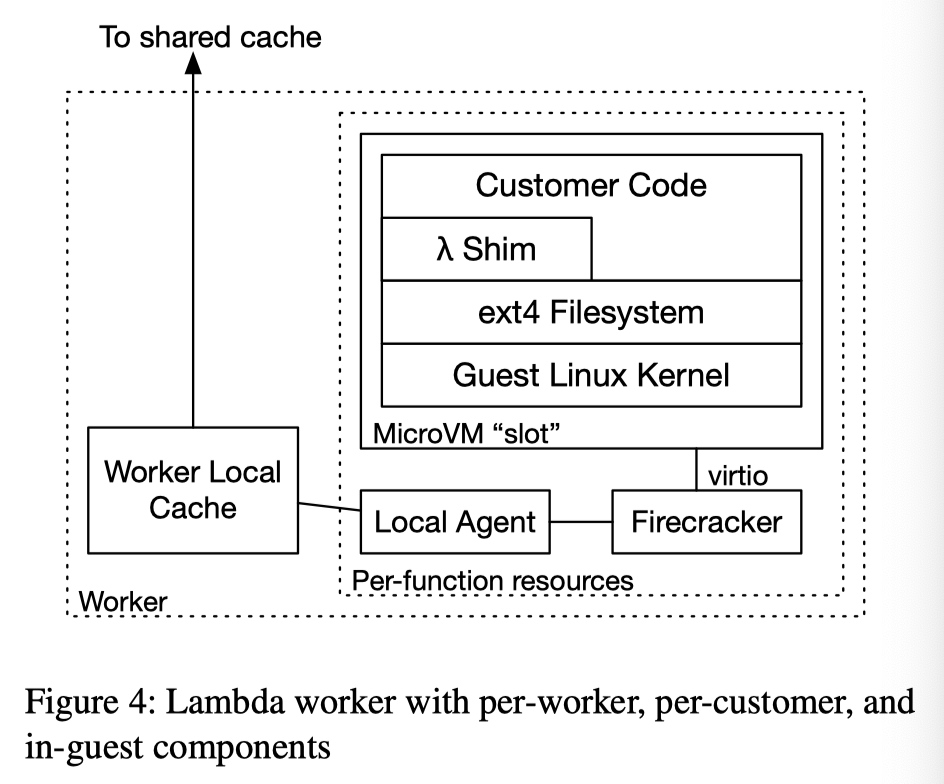 To shared cache
Customer Code
λ Shim
ext4 Filesystem
Guest Linux Kernel
MicroVM “slot”
virtio
Worker Local
Cache
Local Agent
Firecracker
Per-function resources
Worker
Figure 4: Lambda worker with per-worker, per-customer, and
in-guest components